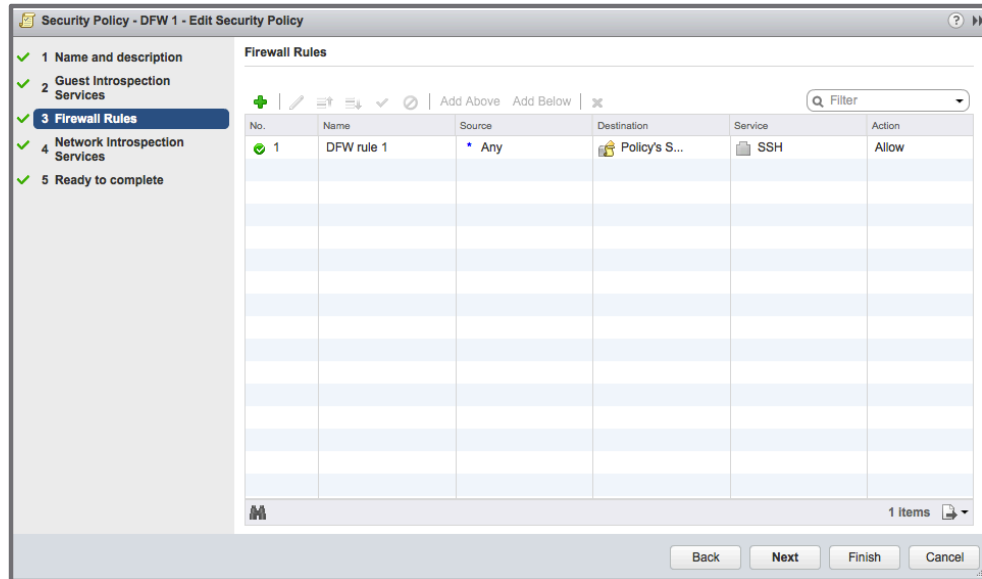 Security Policy - DFW 1 - Edit Security Policy
?
1 Name and description
2 Guest Introspection
Services
3 Firewall Rules
4 Network Introspection
Services
5 Ready to complete
Firewall Rules
Add Above Add Below
Filter
No. Name Source Destination Service Action
1 DFW rule 1 * Any Policy's S... SSH Allow
1 items
Back Next Finish Cancel